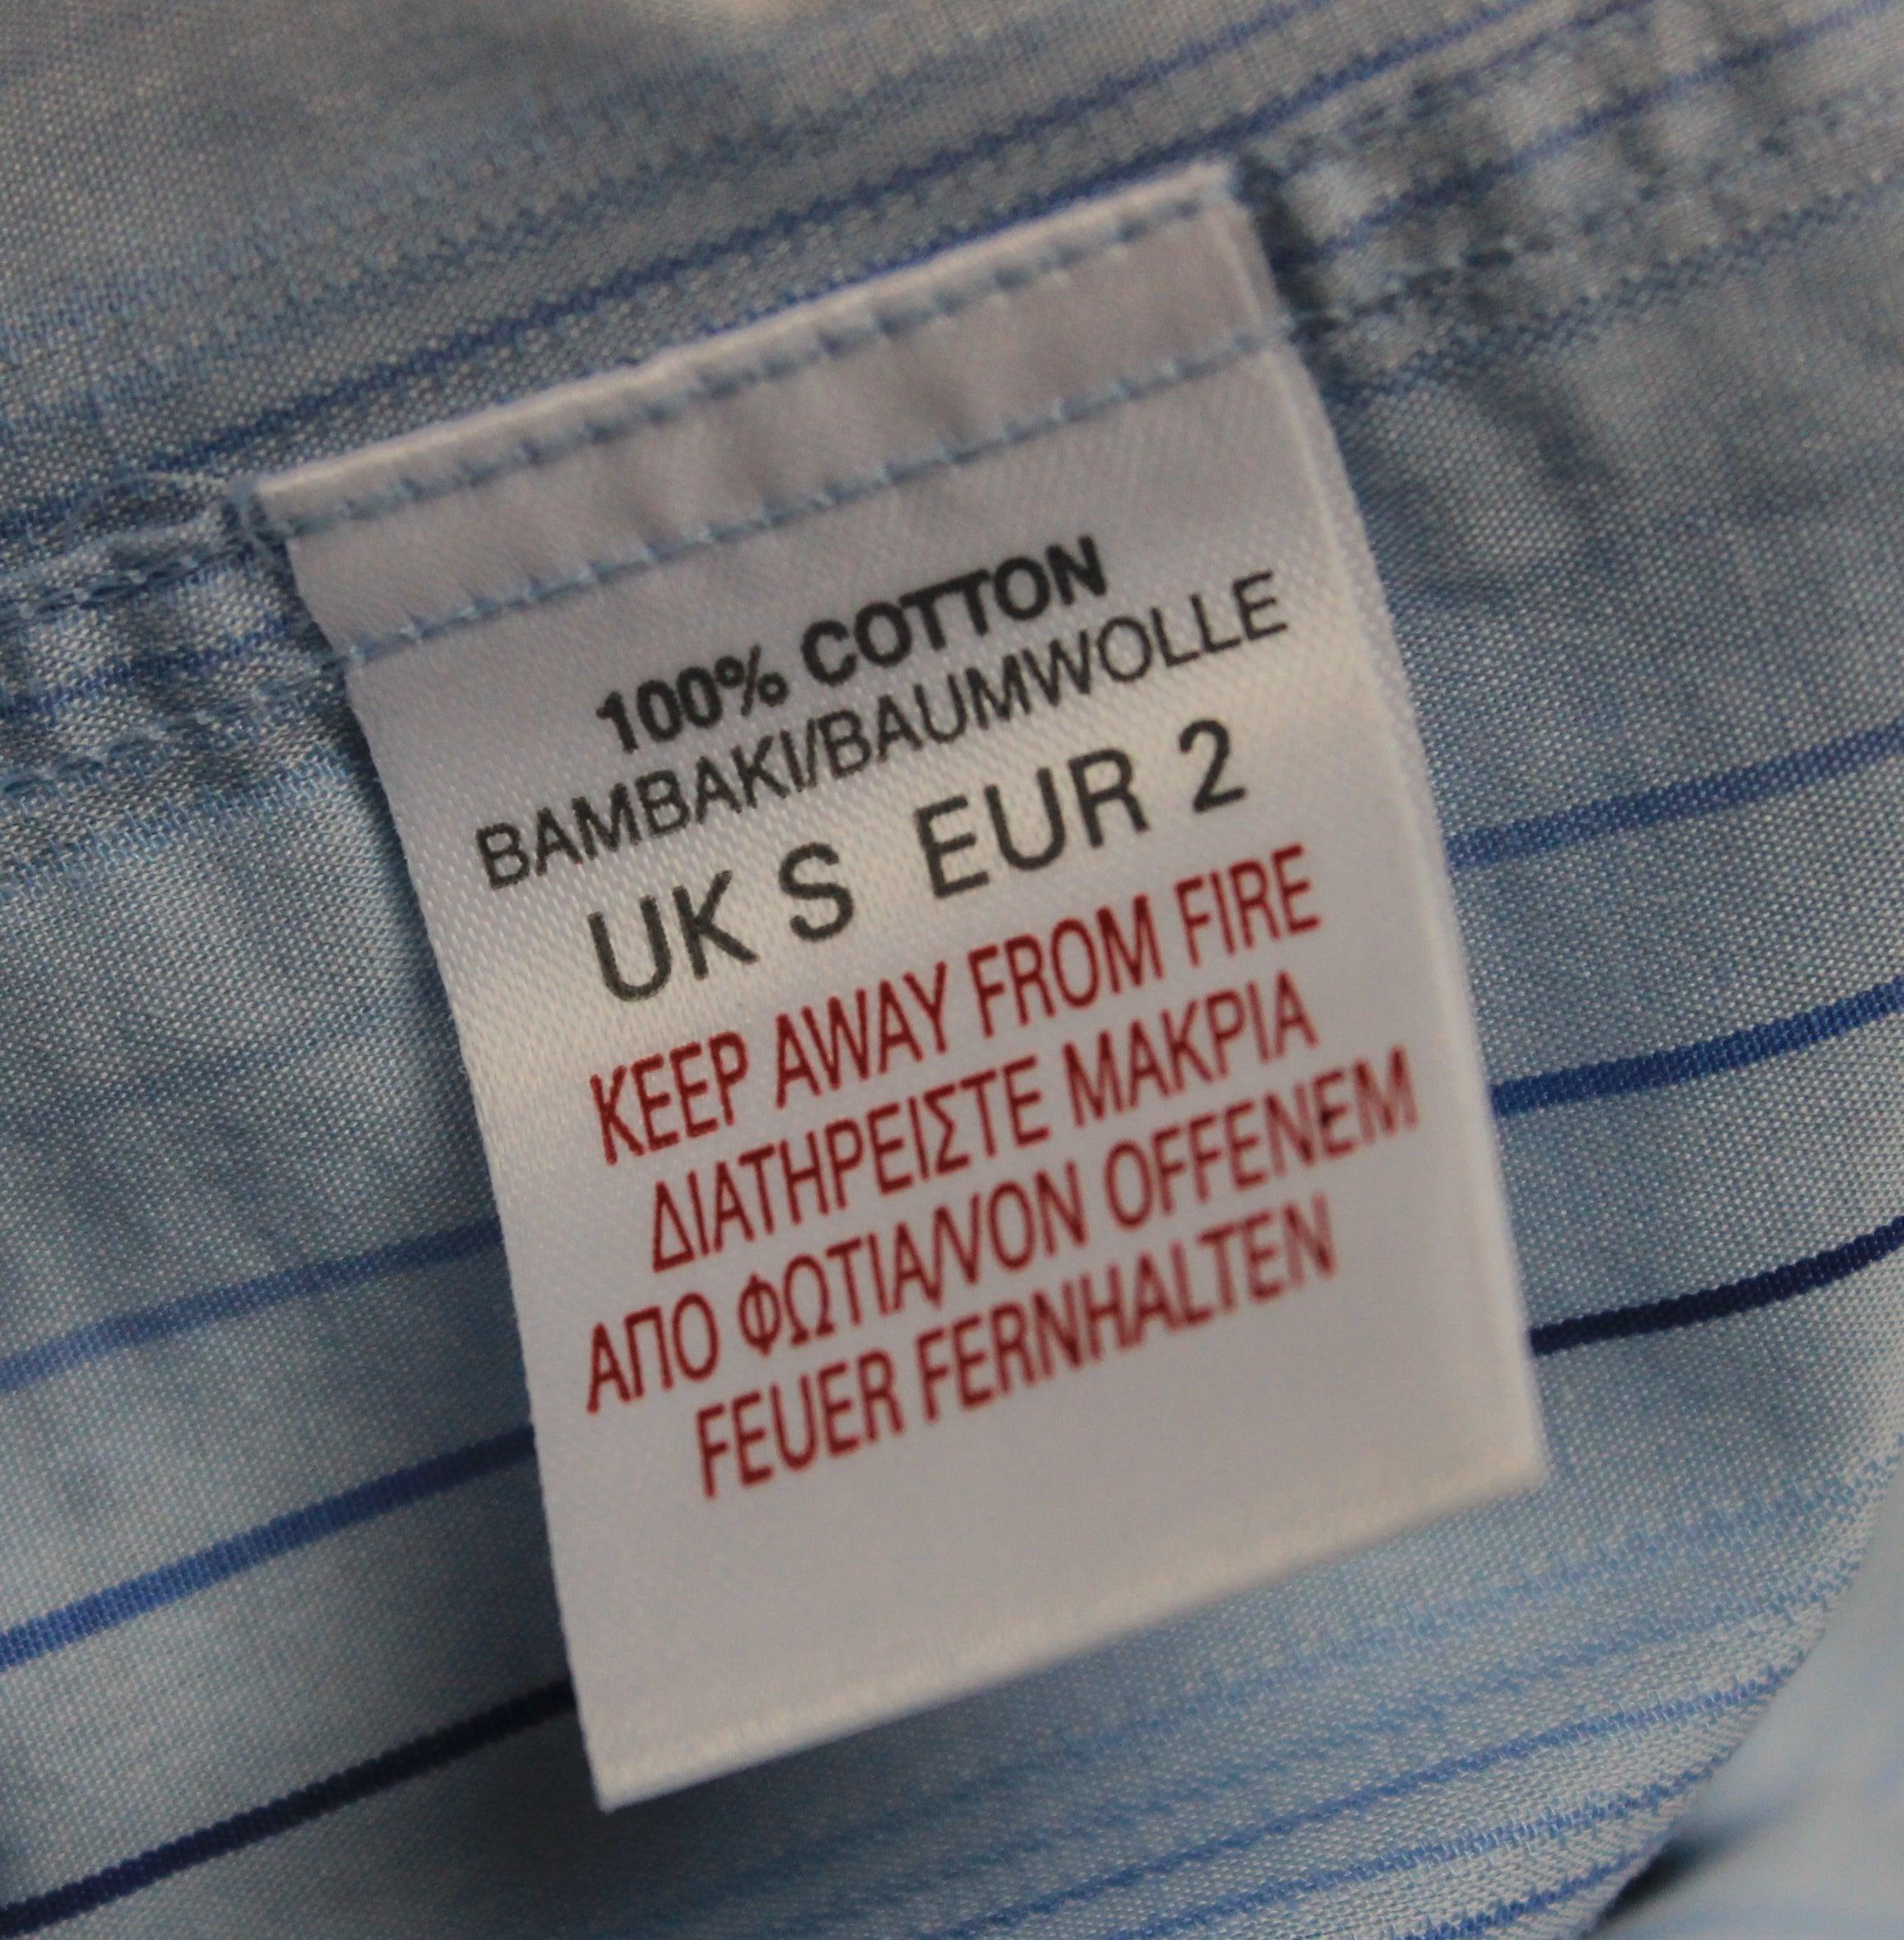 100% COTTON
BAMBAKI/BAUMWOLLE
UK S EUR 2
KEEP AWAY FROM FIRE
ΔΙΑΤΗΡΕΙΣΤΕ ΜΑΚΡΙΑ
ΑΠΟ ΦΩΤΙΑ/VON OFFENEM
FEUER FERNHALTEN